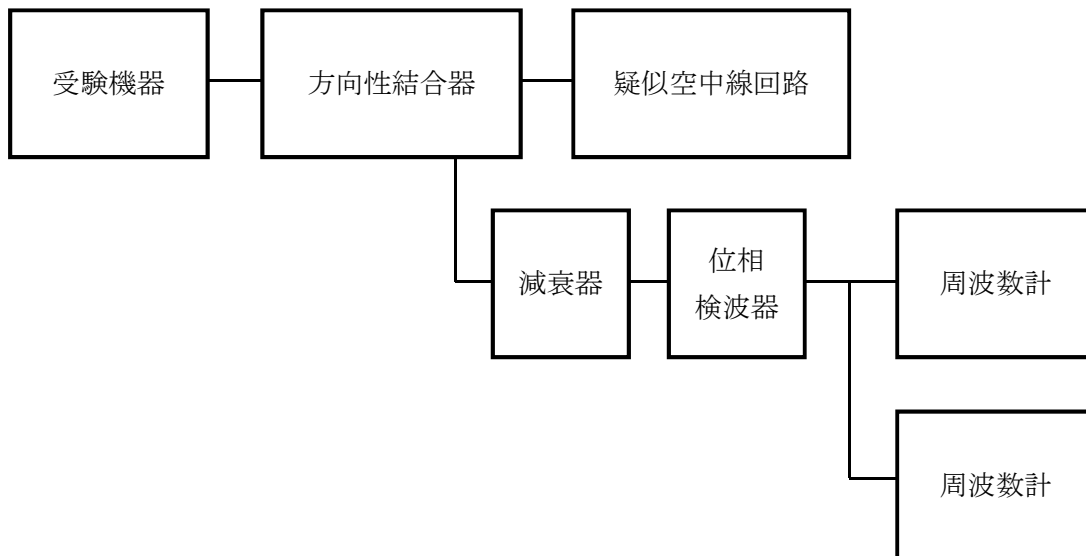 受験機器
方向性結合器
疑似空中線回路
減衰器
位相
検波器
周波数計
周波数計